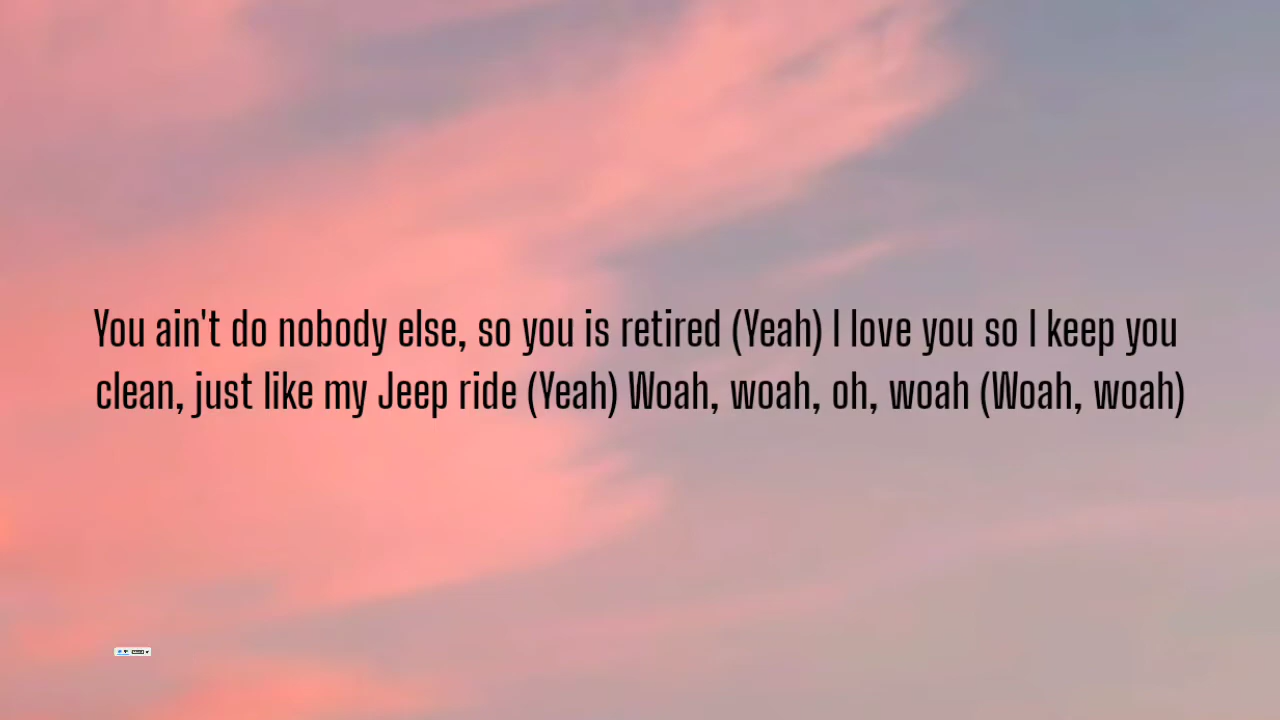 You ain't do nobody else, so you is retired (Yeah) I love you so I keep you
clean, just like my Jeep ride (Yeah) Woah, woah, oh, woah (Woah, woah)